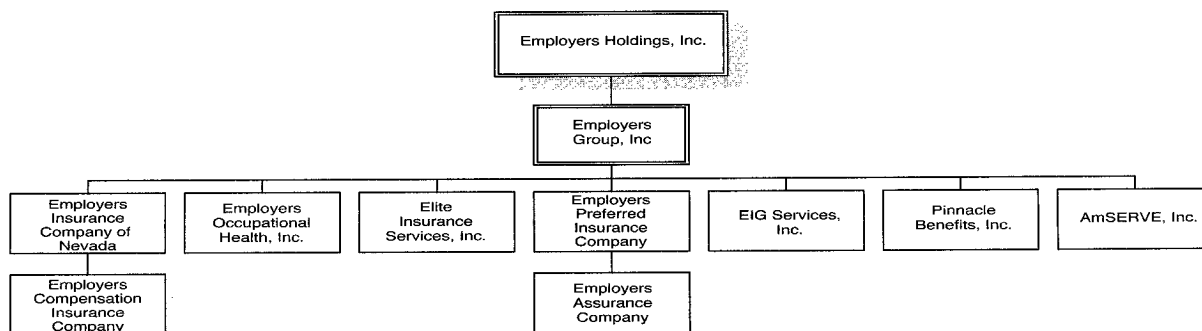 Employers Holdings, Inc.
Employers
Group, Inc
Employers
Insurance
Company of
Nevada
Employers
Occupational
Health, Inc.
Elite
Insurance
Services, Inc.
Employers
Preferred
Insurance
Company
EIG Services,
Inc.
Pinnacle
Benefits, Inc.
AmSERVE, Inc.
Employers
Compensation
Insurance
Company
Employers
Assurance
Company